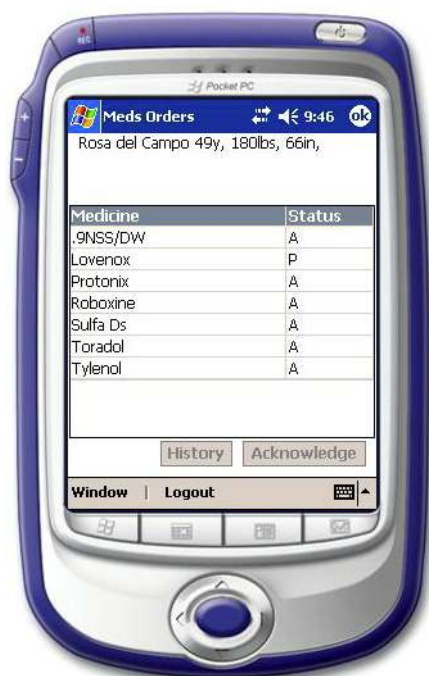 REC
Pocket PC
Meds Orders 9:46 ok
Rosa del Campo 49y, 180lbs, 66in,
Medicine Status
.9NSS/DW A
Lovenox P
Protonix A
Roboxine A
Sulfa Ds A
Toradol A
Tylenol A
History Acknowledge
Window | Logout